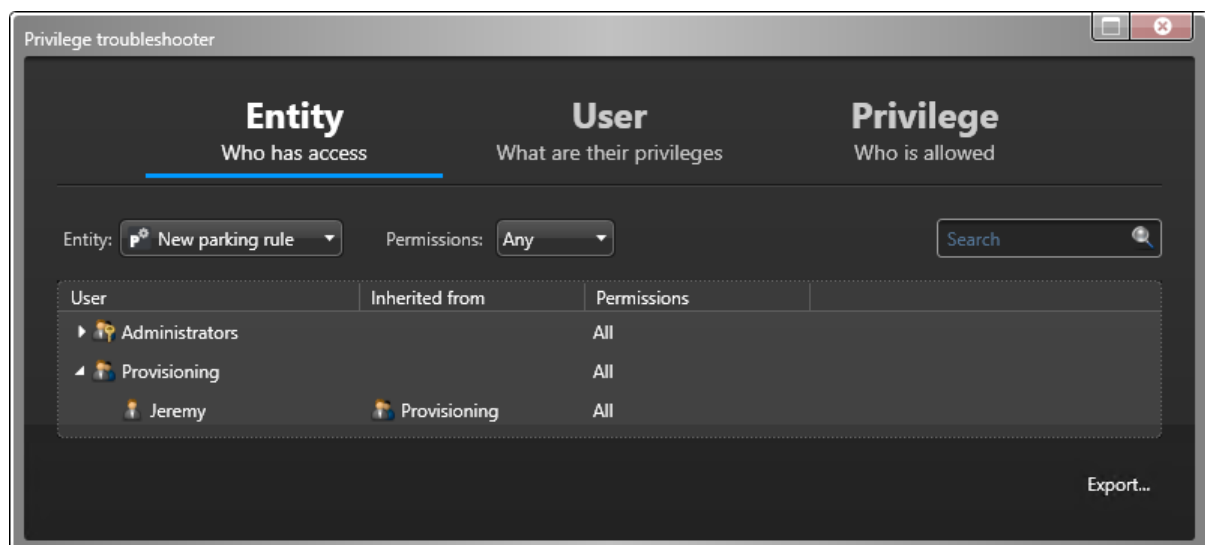 Privilege troubleshooter
Entity User Privilege
Who has access What are their privileges Who is allowed
Entity: P New parking rule Permissions: Any Search
User Inherited from Permissions
Administrators All
Provisioning All
Jeremy Provisioning All
Export...